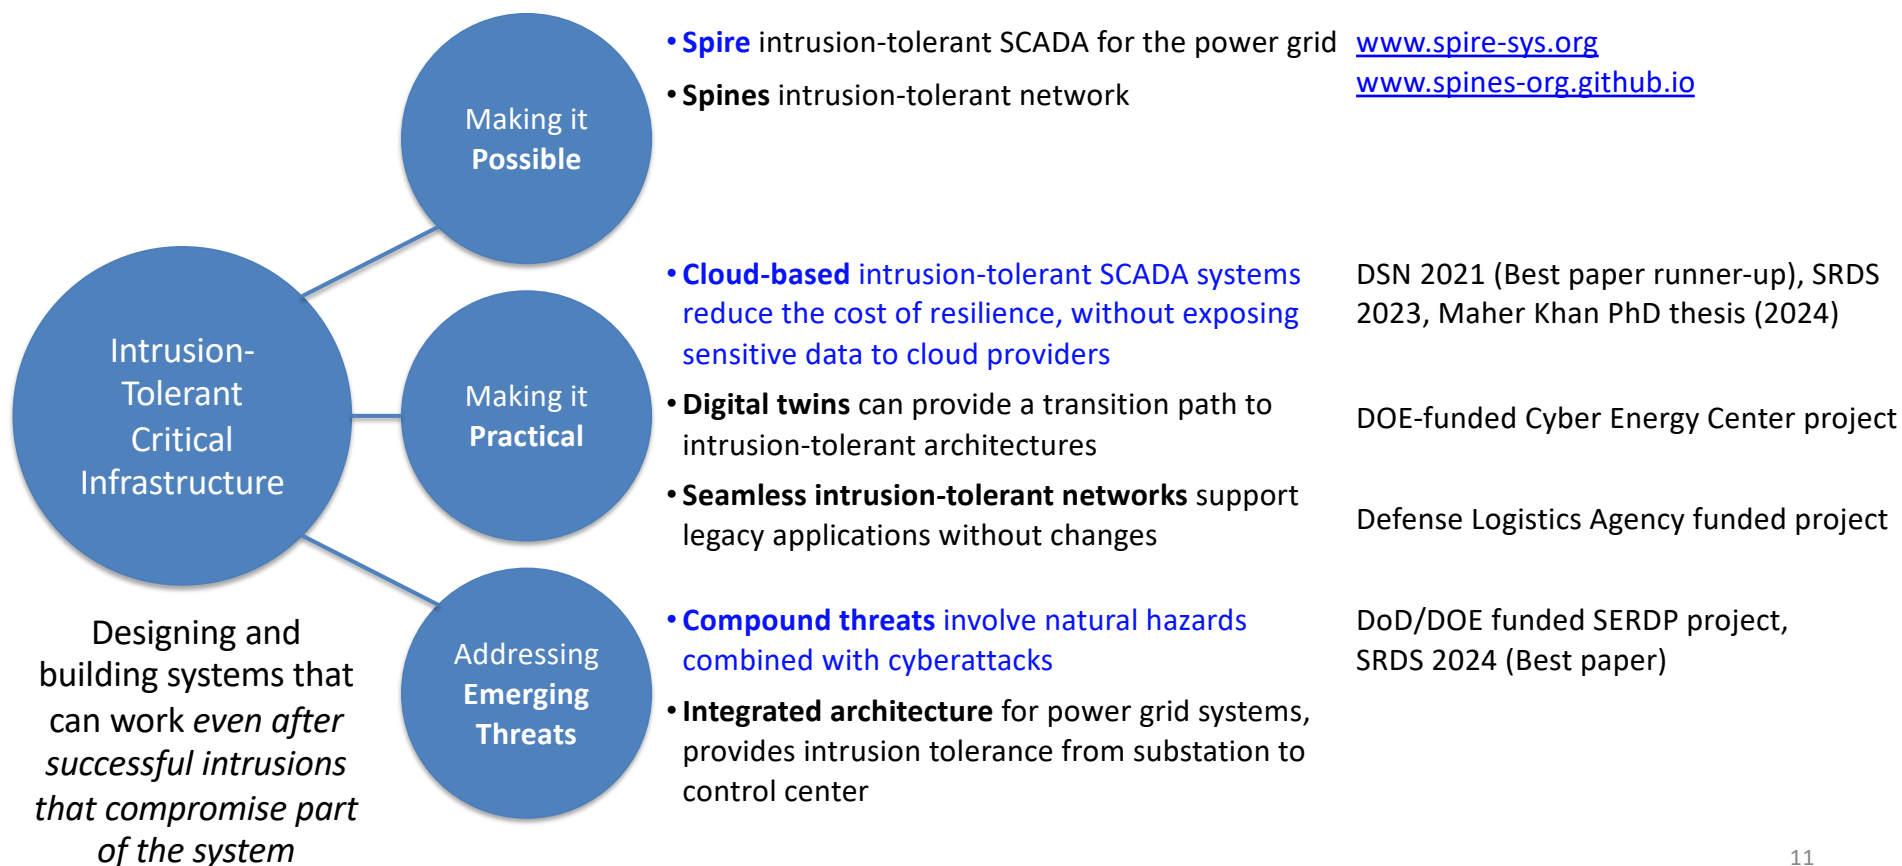 Intrusion-
Tolerant
Critical
Infrastructure
Designing and
building systems that
can work even after
successful intrusions
that compromise part
of the system
Making it
Possible
• Spire intrusion-tolerant SCADA for the power grid
• Spines intrusion-tolerant network
www.spire-sys.org
www.spines-org.github.io
Making it
Practical
• Cloud-based intrusion-tolerant SCADA systems
reduce the cost of resilience, without exposing
sensitive data to cloud providers
DSN 2021 (Best paper runner-up), SRDS
2023, Maher Khan PhD thesis (2024)
• Digital twins can provide a transition path to
intrusion-tolerant architectures
DOE-funded Cyber Energy Center project
• Seamless intrusion-tolerant networks support
legacy applications without changes
Defense Logistics Agency funded project
Addressing
Emerging
Threats
• Compound threats involve natural hazards
combined with cyberattacks
DoD/DOE funded SERDP project,
SRDS 2024 (Best paper)
• Integrated architecture for power grid systems,
provides intrusion tolerance from substation to
control center
11